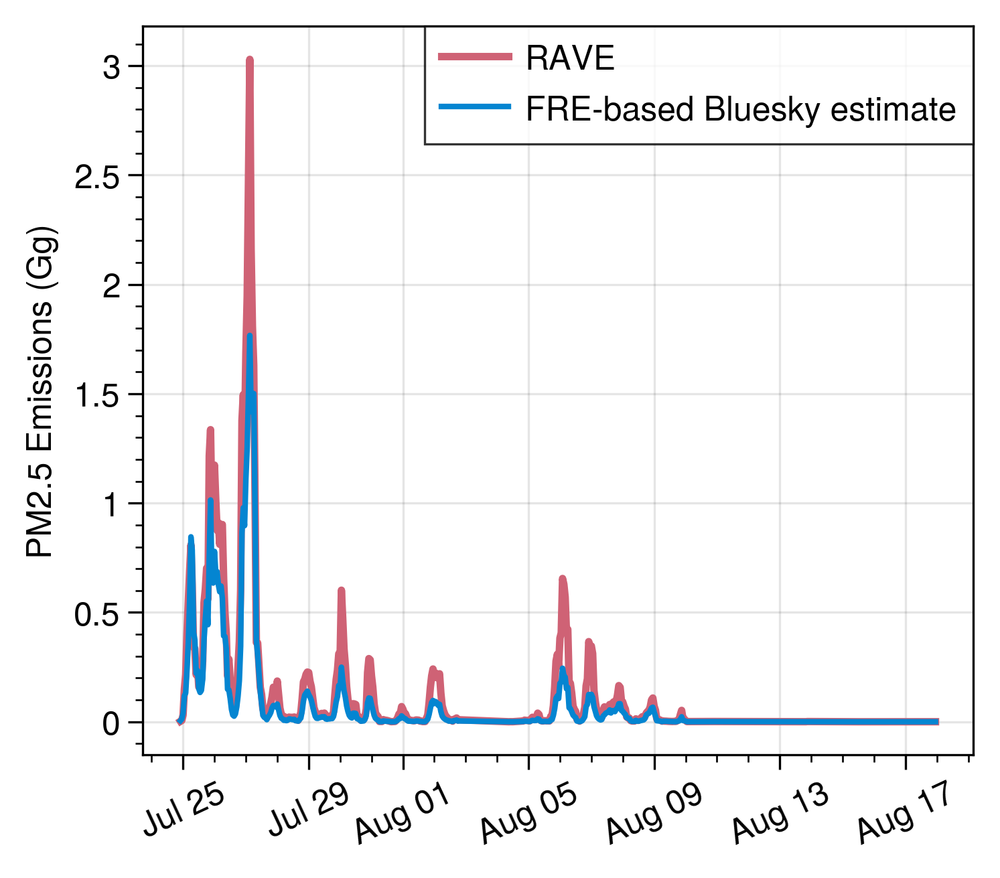 RAVE
FRE-based Bluesky estimate
PM2.5 Emissions (Gg)
3
2.5
2
1.5
1
0.5
0
Jul 25
Jul 29
Aug 01
Aug 05
Aug 09
Aug 13
Aug 17